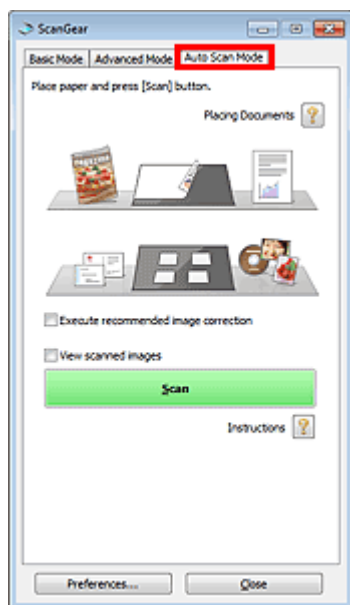 ScanGear
Basic Mode Advanced Mode Auto Scan Mode
Place paper and press [Scan] button.
Placing Documents ?
magazine
Execute recommended image correction
View scanned images
Scan
Instructions ?
Preferences... Close